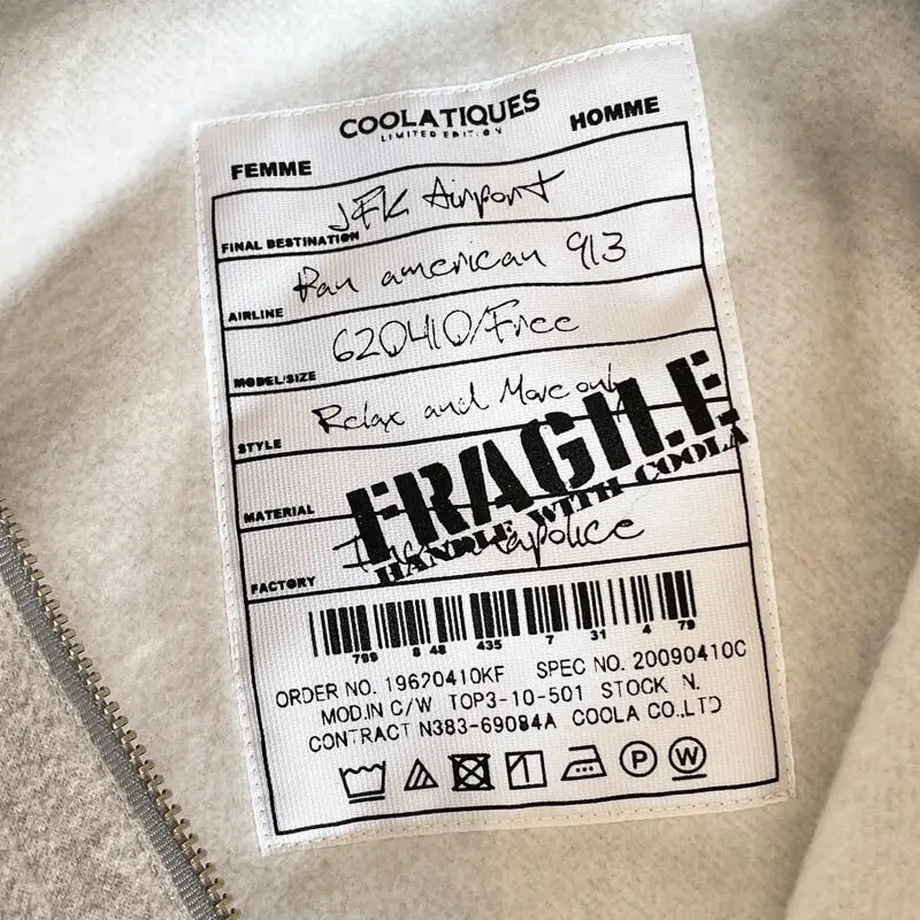 COOLATIQUES
LIMITED EDITION
FEMME
HOMME
JFK Airport
FINAL DESTINATION
Pan american 913
AIRLINE
620410/Free
MODEL/SIZE
Relax and Move only
STYLE
FRAGILE
HANDLE WITH COOLA
MATERIAL
FACTORY
799 8 48 435 7 31 4 79
ORDER NO. 19620410KF SPEC NO. 20090410C
MOD.IN C/W TOP3-10-501 STOCK N.
CONTRACT N383-69084A COOLA CO.,LTD
P W